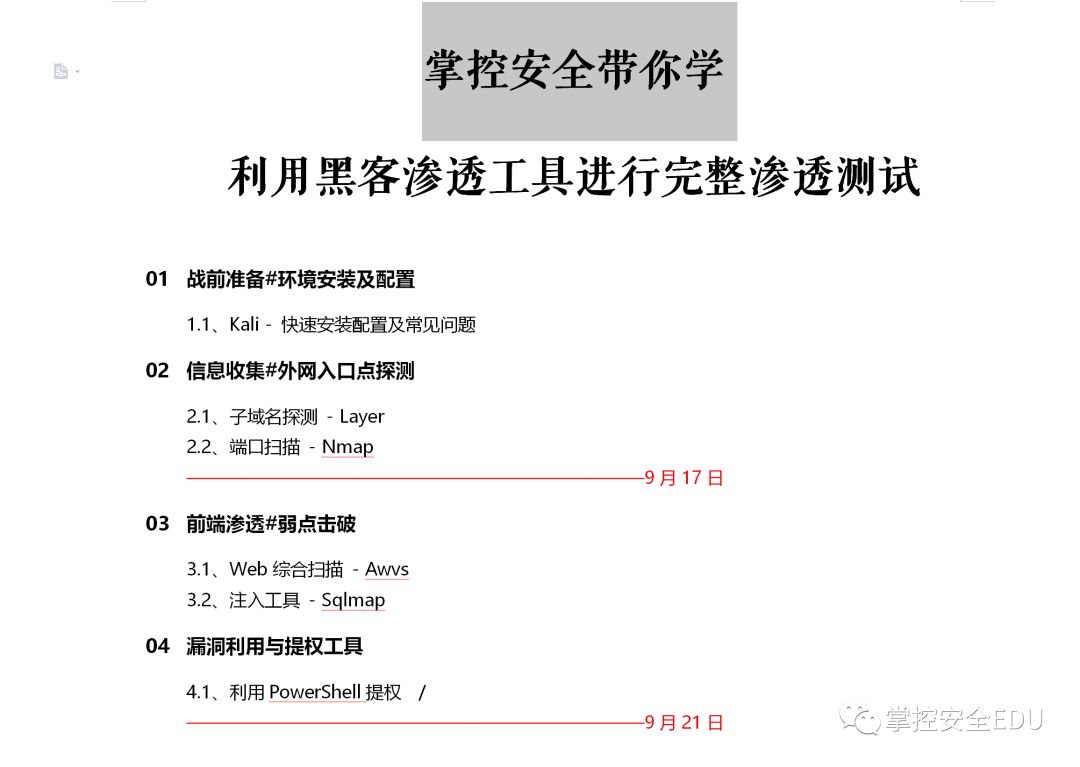 掌控安全带你学
利用黑客渗透工具进行完整渗透测试
01 战前准备#环境安装及配置
1.1、Kali - 快速安装配置及常见问题
02 信息收集#外网入口点探测
2.1、子域名探测 - Layer
2.2、端口扫描 - Nmap
9 月 17 日
03 前端渗透#弱点击破
3.1、Web 综合扫描 - Awvs
3.2、注入工具 - Sqlmap
04 漏洞利用与提权工具
4.1、利用 PowerShell 提权 /
9 月 21 日
掌控安全EDU